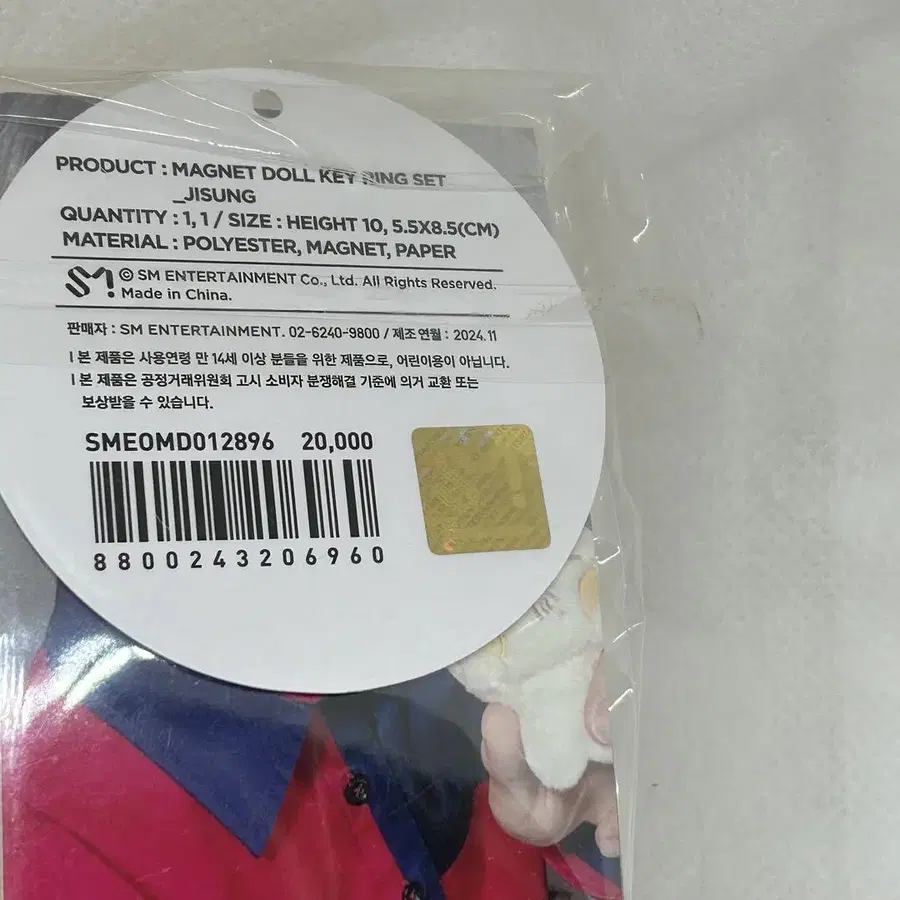 PRODUCT : MAGNET DOLL KEY RING SET
_JISUNG
QUANTITY : 1, 1 / SIZE : HEIGHT 10, 5.5X8.5(CM)
MATERIAL : POLYESTER, MAGNET, PAPER
SM! © SM ENTERTAINMENT Co., Ltd. All Rights Reserved.
Made in China.
판매자 : SM ENTERTAINMENT. 02-6240-9800 / 제조연월 : 2024.11
l 본 제품은 사용연령 만 14세 이상 분들을 위한 제품으로, 어린이용이 아닙니다.
l 본 제품은 공정거래위원회 고시 소비자 분쟁해결 기준에 의거 교환 또는
보상받을 수 있습니다.
SMEOMD012896 20,000
8800243206960